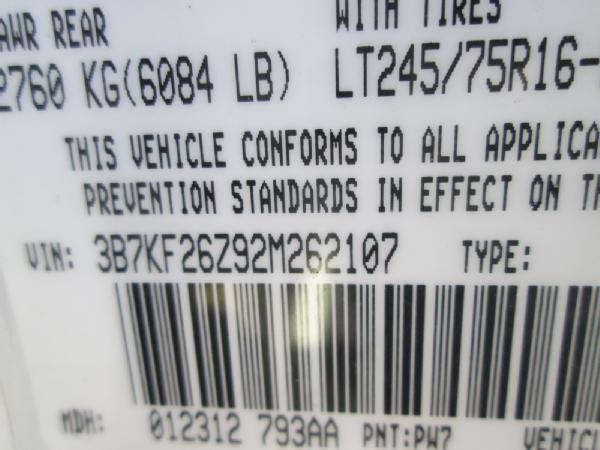 AWR REAR WITH TIRES
2760 KG(6084 LB) LT245/75R16-
THIS VEHICLE CONFORMS TO ALL APPLICA
PREVENTION STANDARDS IN EFFECT ON TH
VIN: 3B7KF26Z92M262107 TYPE:
MDH: 012312 793AA PNT:PW7 VEHICL